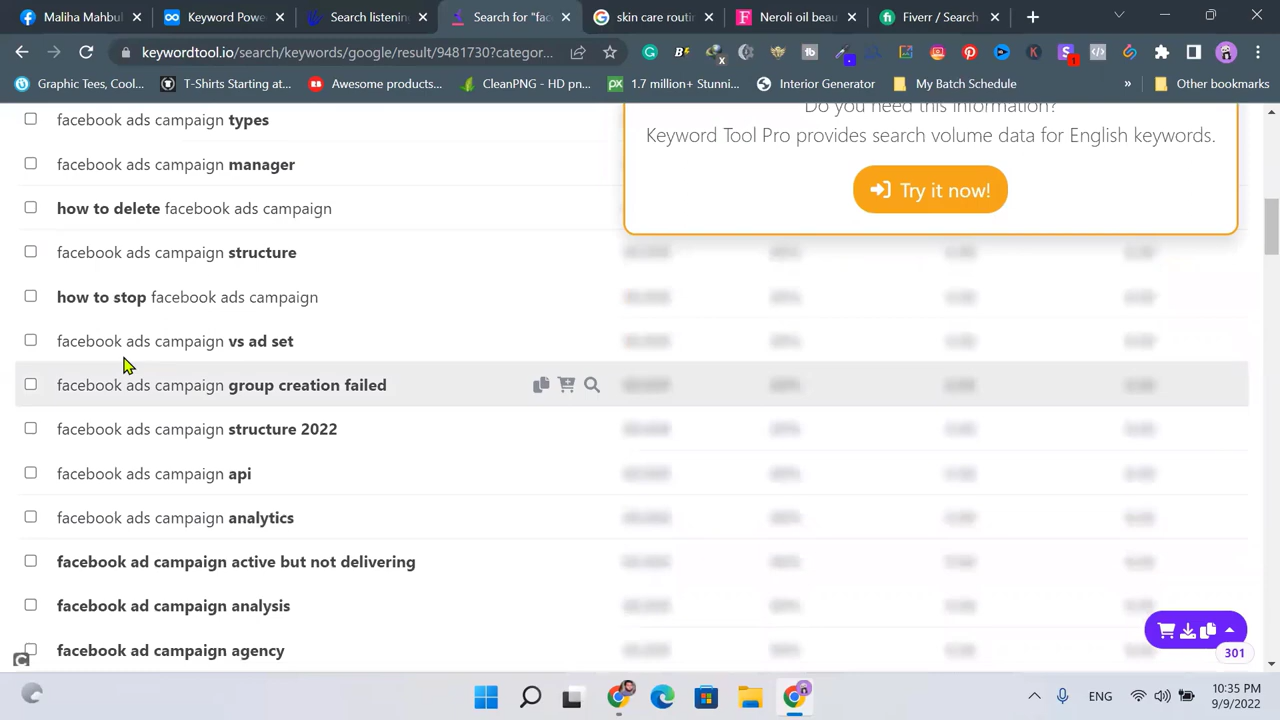 Maliha Mahbul
Keyword Pow
Search listenin
Search for "fac
skin care routin
Neroli oil beau
Fiverr / Search
keywordtool.io/search/keywords/google/result/9481730?categor...
Graphic Tees, Cool...
T-Shirts Starting at...
Awesome products...
CleanPNG - HD pn...
1.7 million+ Stunni...
Interior Generator
My Batch Schedule
»
Other bookmarks
Do you need this information?
Keyword Tool Pro provides search volume data for English keywords.
Try it now!
facebook ads campaign types
facebook ads campaign manager
how to delete facebook ads campaign
facebook ads campaign structure
how to stop facebook ads campaign
facebook ads campaign vs ad set
facebook ads campaign group creation failed
facebook ads campaign structure 2022
facebook ads campaign api
facebook ads campaign analytics
facebook ad campaign active but not delivering
facebook ad campaign analysis
facebook ad campaign agency
301
ENG
10:35 PM
9/9/2022